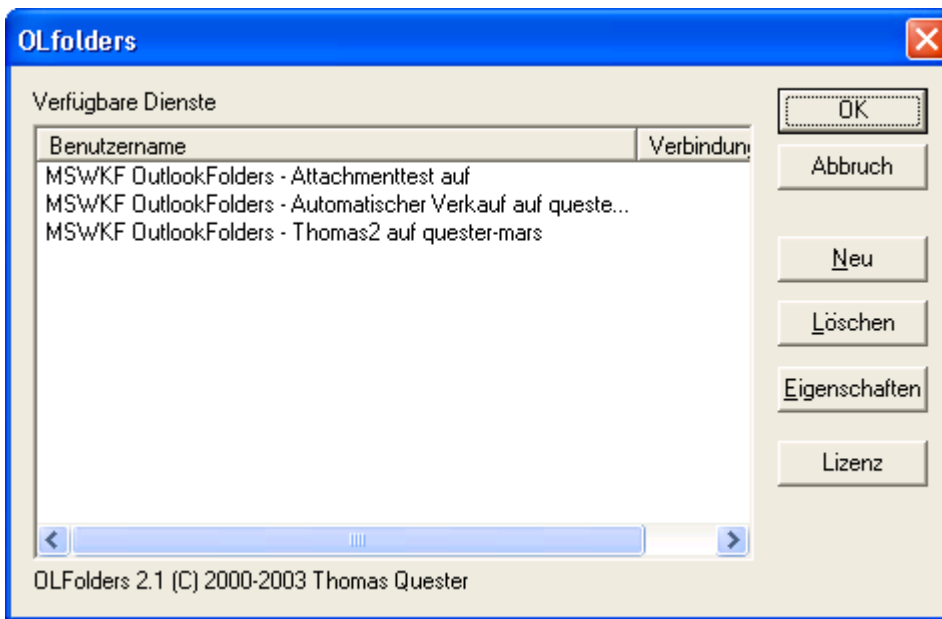 OLfolders
Verfügbare Dienste
Benutzername Verbindun
MSWKF OutlookFolders - Attachmenttest auf
MSWKF OutlookFolders - Automatischer Verkauf auf queste...
MSWKF OutlookFolders - Thomas2 auf quester-mars
OLFolders 2.1 (C) 2000-2003 Thomas Quester
OK
Abbruch
Neu
Löschen
Eigenschaften
Lizenz